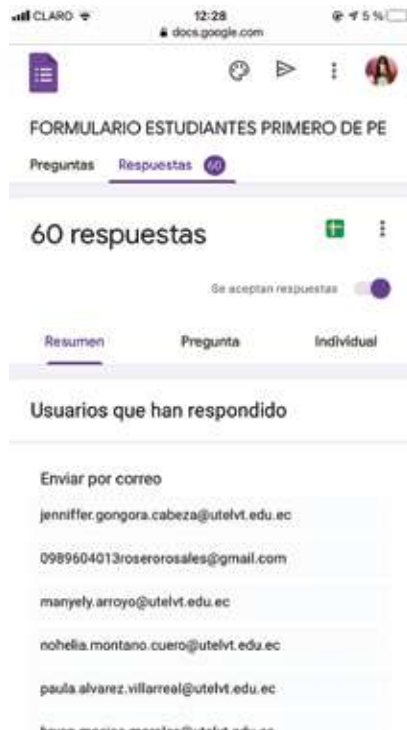 CLARO 12:28 5 %
docs.google.com
FORMULARIO ESTUDIANTES PRIMERO DE PE
Preguntas Respuestas 60
60 respuestas
Se aceptan respuestas
Resumen Pregunta Individual
Usuarios que han respondido
Enviar por correo
jenniffer.gongora.cabeza@utelvt.edu.ec
0989604013roserorosales@gmail.com
manyely.arroyo@utelvt.edu.ec
nohelia.montano.cuero@utelvt.edu.ec
paula.alvarez.villarreal@utelvt.edu.ec